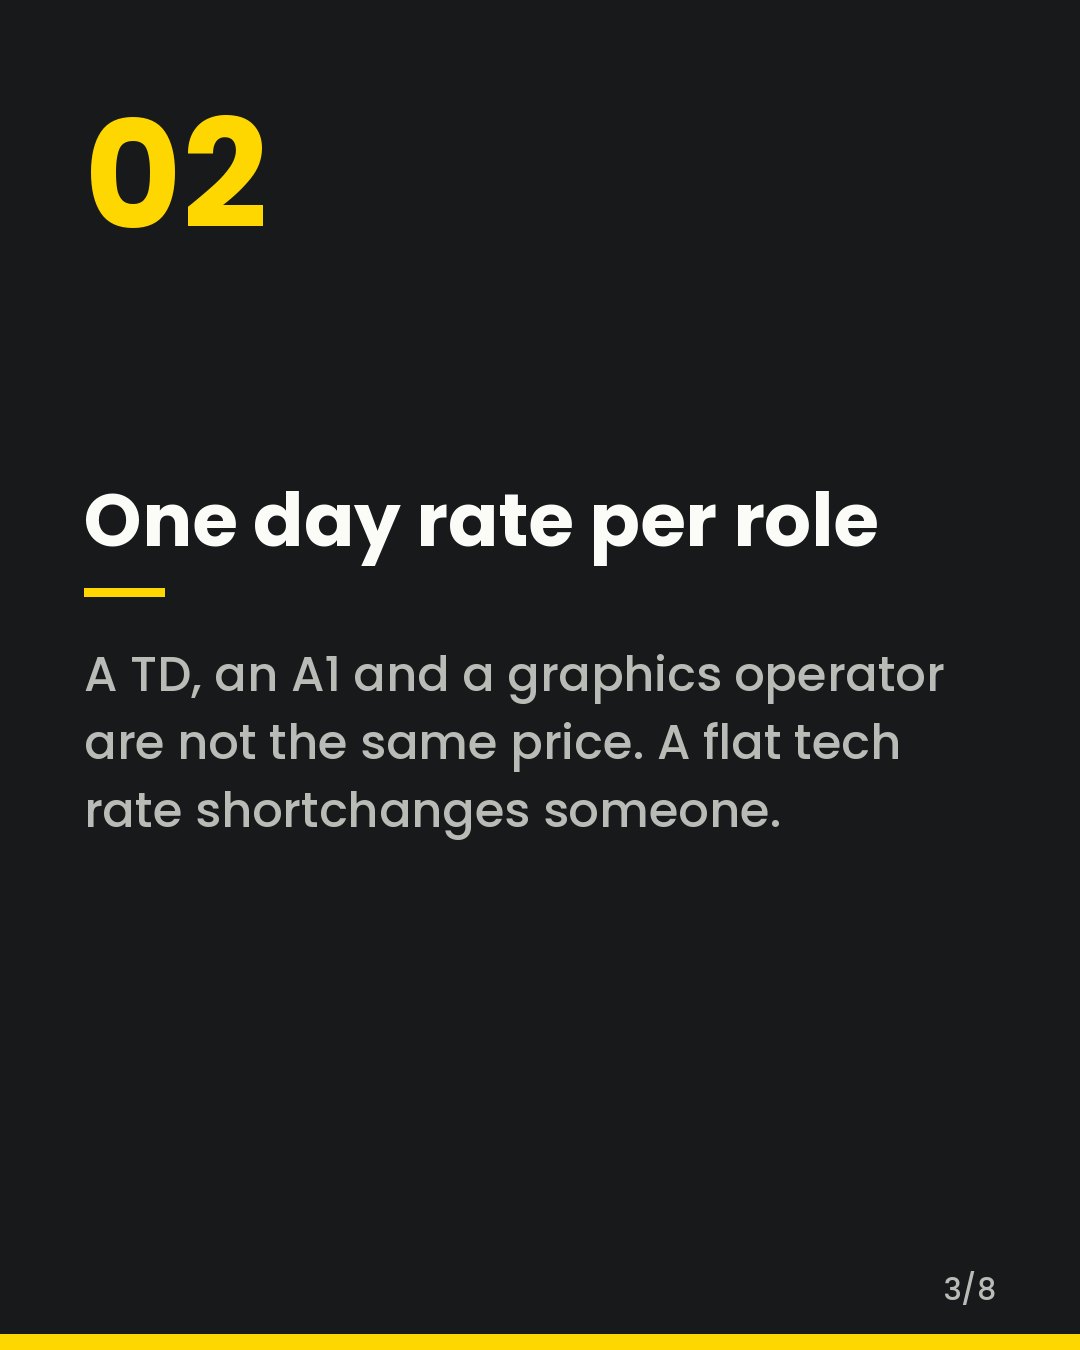 02
One day rate per role
A TD, an A1 and a graphics operator
are not the same price. A flat tech
rate shortchanges someone.
3/8